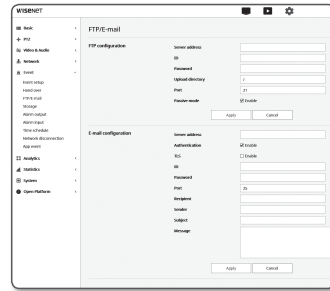 WISENET
Basic
PTZ
Video & Audio
Network
Event
Event setup
Hand over
FTP/E-mail
Storage
Alarm output
Alarm input
Time schedule
Network disconnection
App event
Analytics
Statistics
System
Open Platform
FTP/E-mail
FTP configuration
Server address
ID
Password
Upload directory /
Port 21
Passive mode Enable
Apply Cancel
E-mail configuration
Server address
Authentication Enable
TLS Enable
ID
Password
Port 25
Recipient
Sender
Subject
Message
Apply Cancel